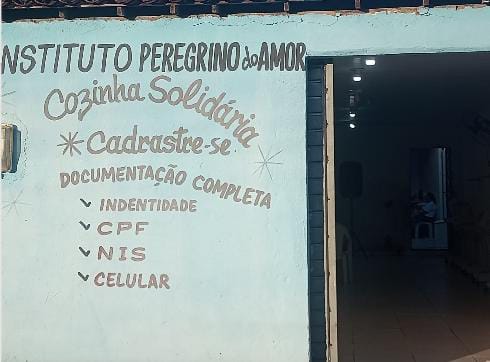 NSTITUTO PEREGRINO do AMOR
Cozinha Solidária
Cadrastre-se
DOCUMENTAÇÃO COMPLETA
INDENTIDADE
CPF
NIS
CELULAR